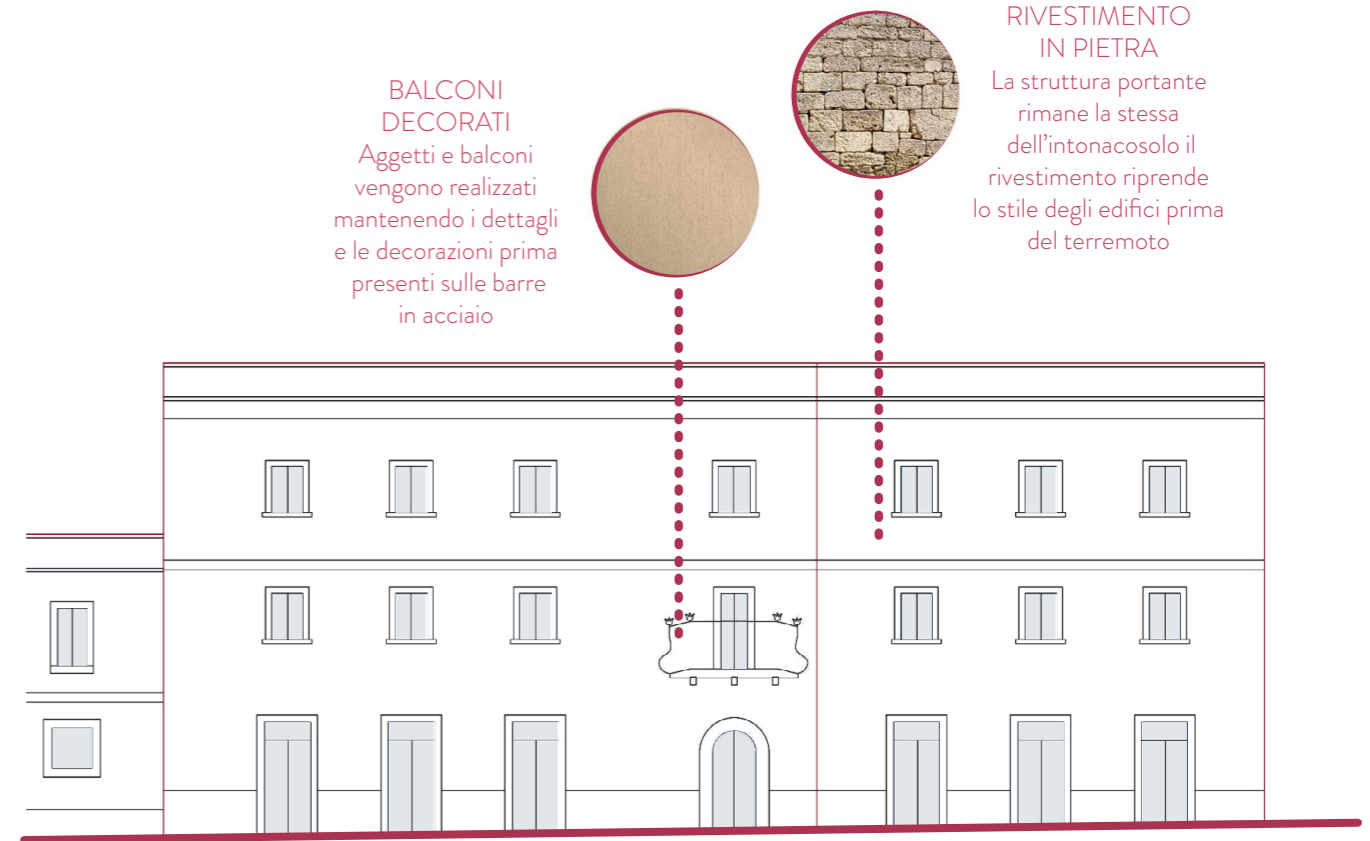 BALCONI
DECORATI
Aggetti e balconi
vengono realizzati
mantenendo i dettagli
e le decorazioni prima
presenti sulle barre
in acciaio
RIVESTIMENTO
IN PIETRA
La struttura portante
rimane la stessa
dell'intonacosolo il
rivestimento riprende
lo stile degli edifici prima
del terremoto